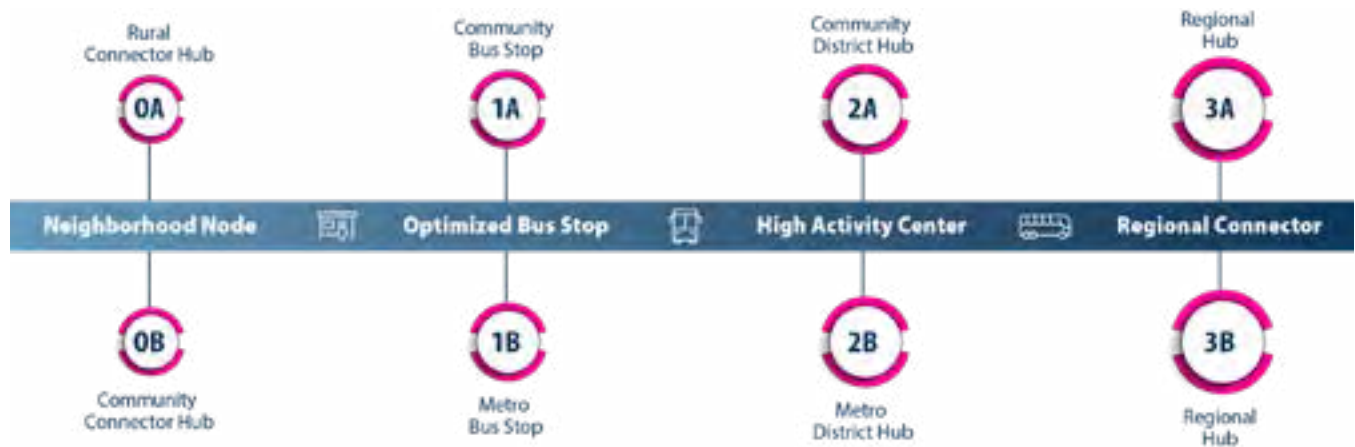 Rural
Connector Hub
Community
Bus Stop
Community
District Hub
Regional
Hub
0A
1A
2A
3A
Neighborhood Node
Optimized Bus Stop
High Activity Center
Regional Connector
0B
1B
2B
3B
Community
Connector Hub
Metro
Bus Stop
Metro
District Hub
Regional
Hub